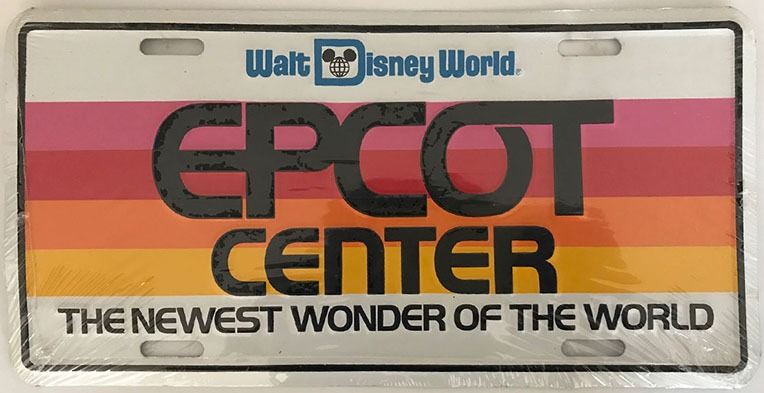 Walt Disney World®
EPCOT
CENTER
THE NEWEST WONDER OF THE WORLD